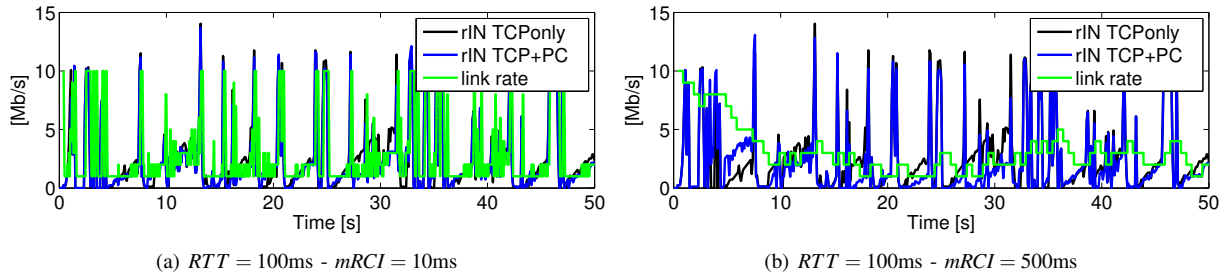 15
10
5
0
[Mb/s]
rIN TCPonly
rIN TCP+PC
link rate
0 10 20 30 40 50
Time [s]
(a) RTT = 100ms - mRCI = 10ms
15
10
5
0
[Mb/s]
rIN TCPonly
rIN TCP+PC
link rate
0 10 20 30 40 50
Time [s]
(b) RTT = 100ms - mRCI = 500ms